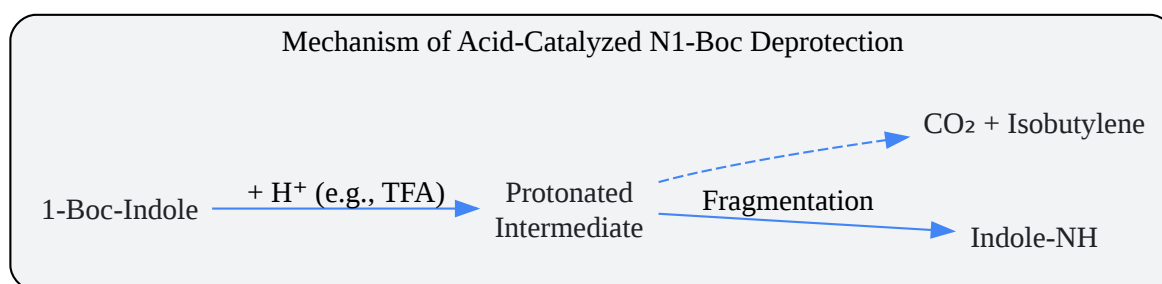 Mechanism of Acid-Catalyzed N1-Boc Deprotection
1-Boc-Indole
+ H⁺ (e.g., TFA)
Protonated
Intermediate
Fragmentation
CO₂ + Isobutylene
Indole-NH